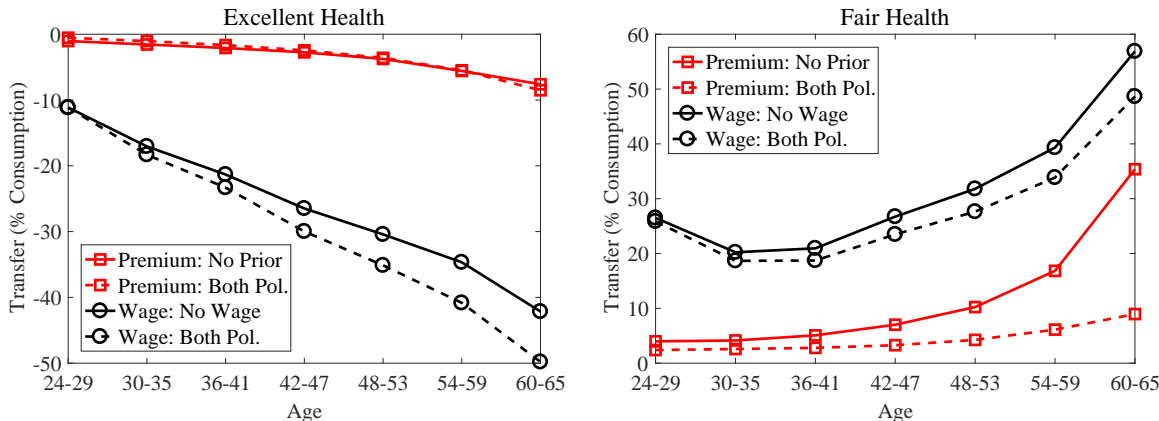 Excellent Health
Transfer (% Consumption)
0
-10
-20
-30
-40
-50
Premium: No Prior
Premium: Both Pol.
Wage: No Wage
Wage: Both Pol.
24-29 30-35 36-41 42-47 48-53 54-59 60-65
Age
Fair Health
Transfer (% Consumption)
60
50
40
30
20
10
0
Premium: No Prior
Premium: Both Pol.
Wage: No Wage
Wage: Both Pol.
24-29 30-35 36-41 42-47 48-53 54-59 60-65
Age